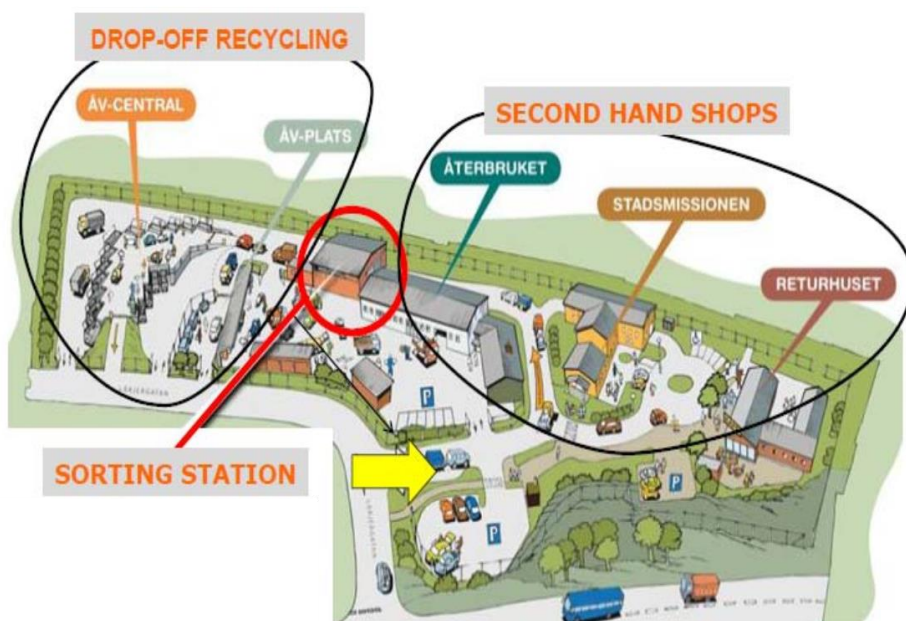 DROP-OFF RECYCLING
ÅV-CENTRAL
SECOND HAND SHOPS
ÅV-PLATS
ÅTERBRUKET
STADSMISSIONEN
RETURHUSET
P
SORTING STATION
P
P